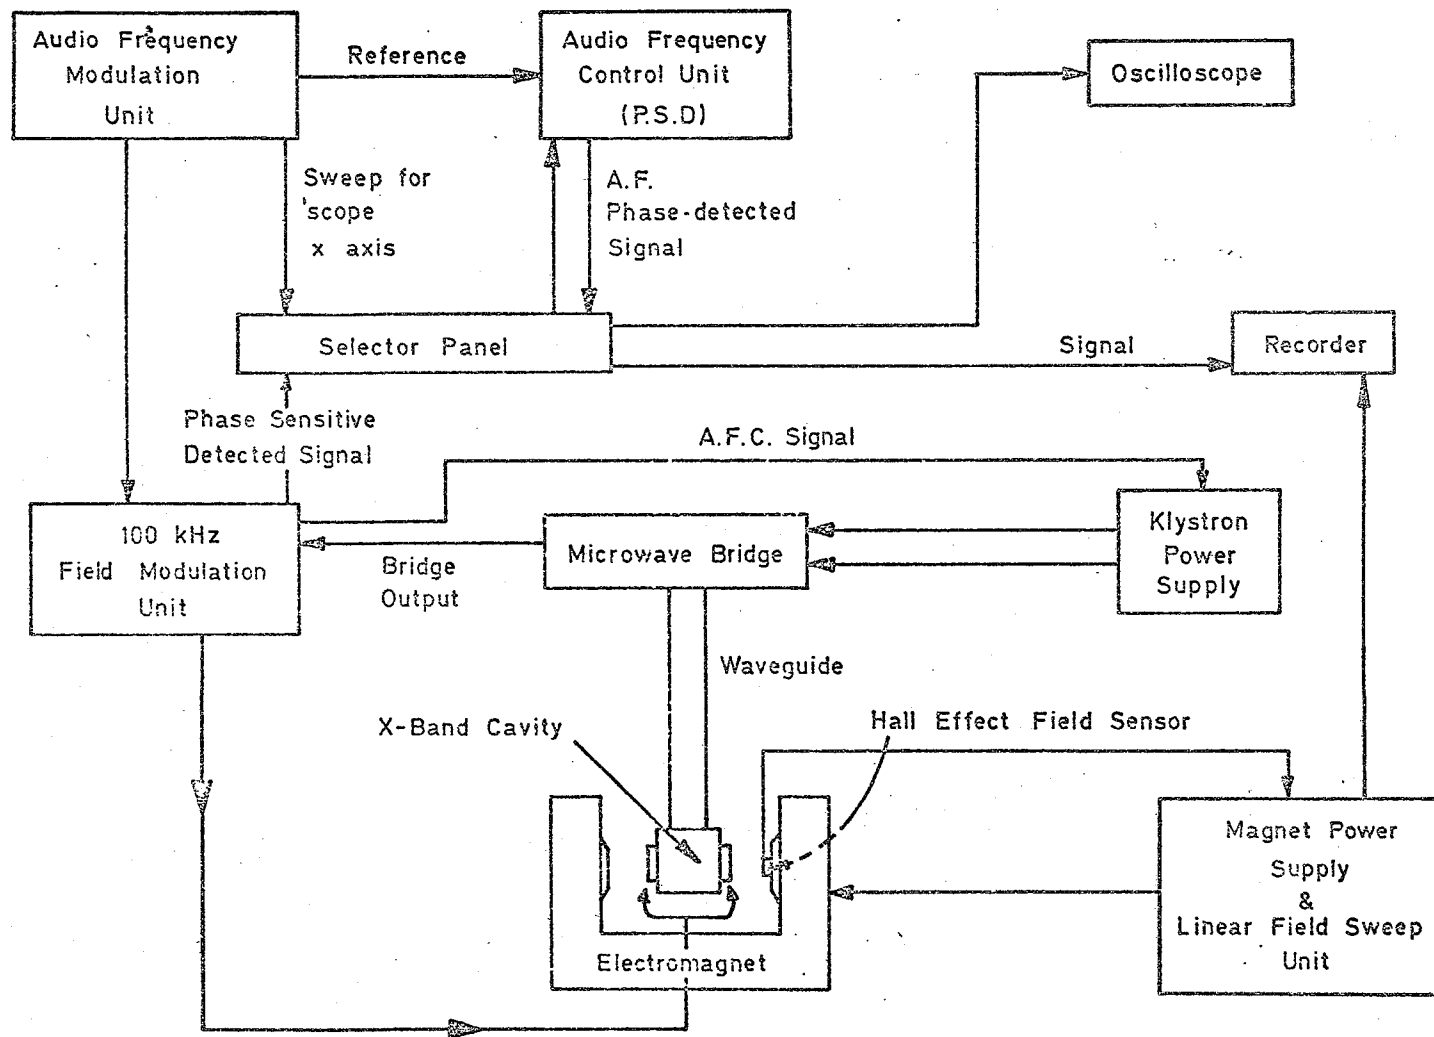 Audio Frequency
Modulation
Unit
Reference
Audio Frequency
Control Unit
(P.S.D)
Oscilloscope
Sweep for
'scope
x axis
A.F.
Phase-detected
Signal
Selector Panel
Signal
Recorder
Phase Sensitive
Detected Signal
A.F.C. Signal
100 kHz
Field Modulation
Unit
Bridge
Output
Microwave Bridge
Klystron
Power
Supply
Waveguide
X-Band Cavity
Hall Effect Field Sensor
Electromagnet
Magnet Power
Supply
&
Linear Field Sweep
Unit